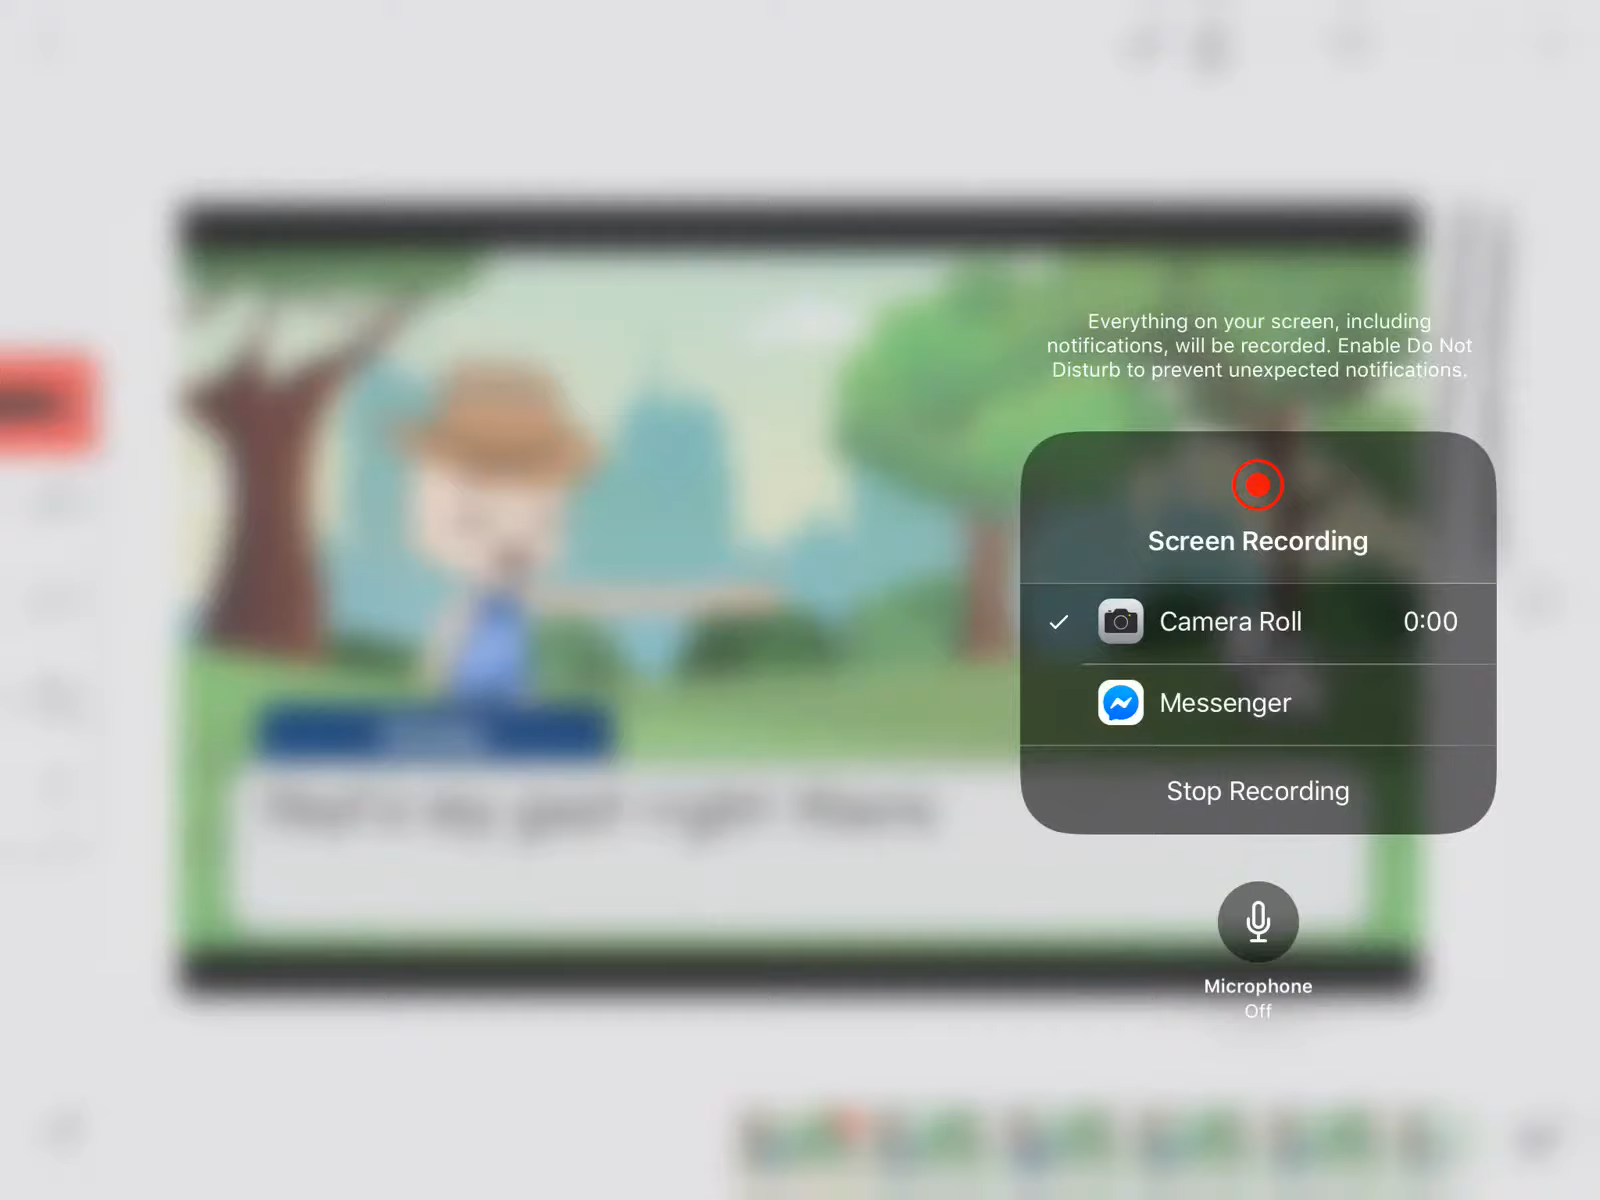 Everything on your screen, including
notifications, will be recorded. Enable Do Not
Disturb to prevent unexpected notifications.
Screen Recording
Camera Roll 0:00
Messenger
Stop Recording
Microphone
Off